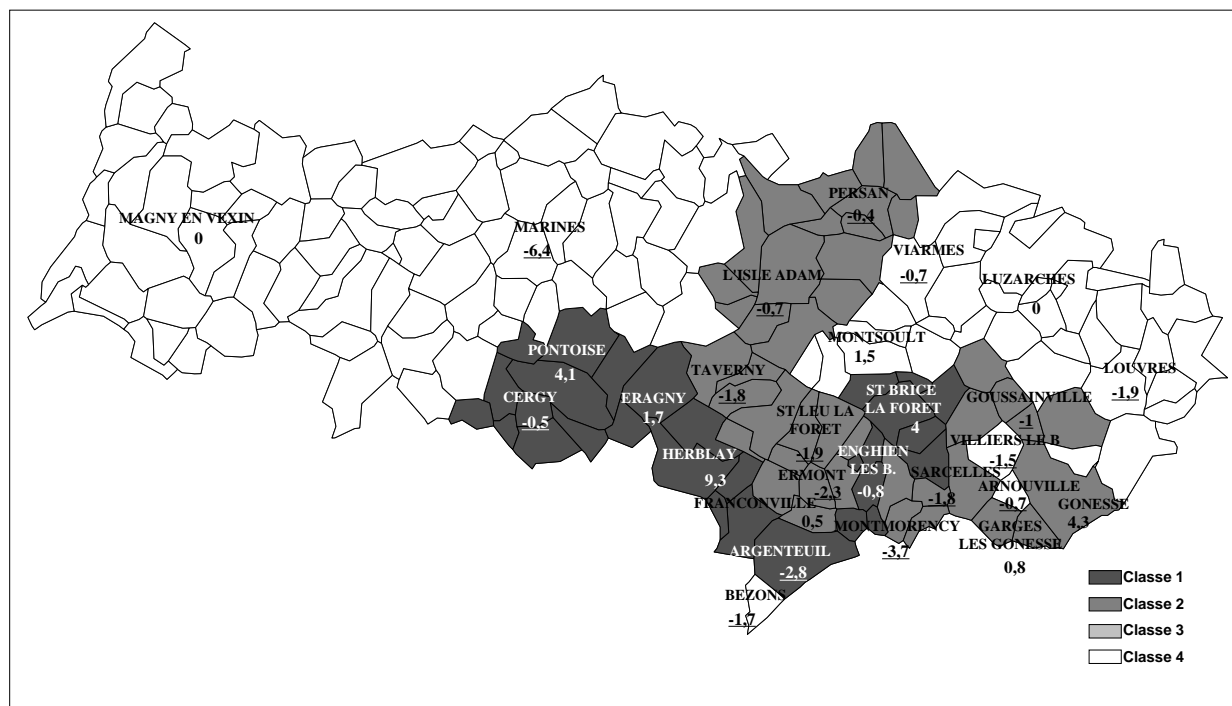 PERSAN
-0,4
MAGNY EN VEXIN
0
MARINES
-6,4
VIARMES
-0,7
L'ISLE ADAM
-0,7
LUZARCHES
0
MONTSOULT
1,5
PONTOISE
4,1
TAVERNY
-1,8
LOUVRES
-1,9
CERGY
-0,5
ERAGNY
1,7
ST BRICE
LA FORET
4
GOUSSAINVILLE
-1
ST LEU LA
FORET
-1,9
VILLIERS LE B
-1,5
HERBLAY
9,3
ENGHIEN
LES B.
-0,8
ERMONT
-2,3
SARCELLES
-1,8
ARNOUVILLE
-0,7
FRANCONVILLE
0,5
MONTMORENCY
-3,7
GONESSE
4,3
GARGES
LES GONESSE
0,8
ARGENTEUIL
-2,8
BEZONS
-1,7
Classe 1
Classe 2
Classe 3
Classe 4